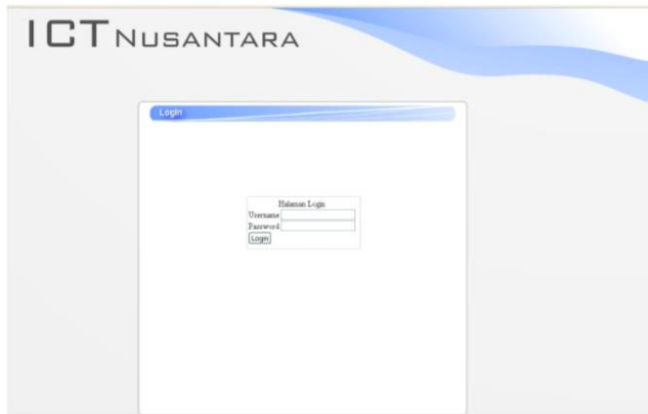 ICT NUSANTARA
Login
Halaman Login
Username
Password
Login